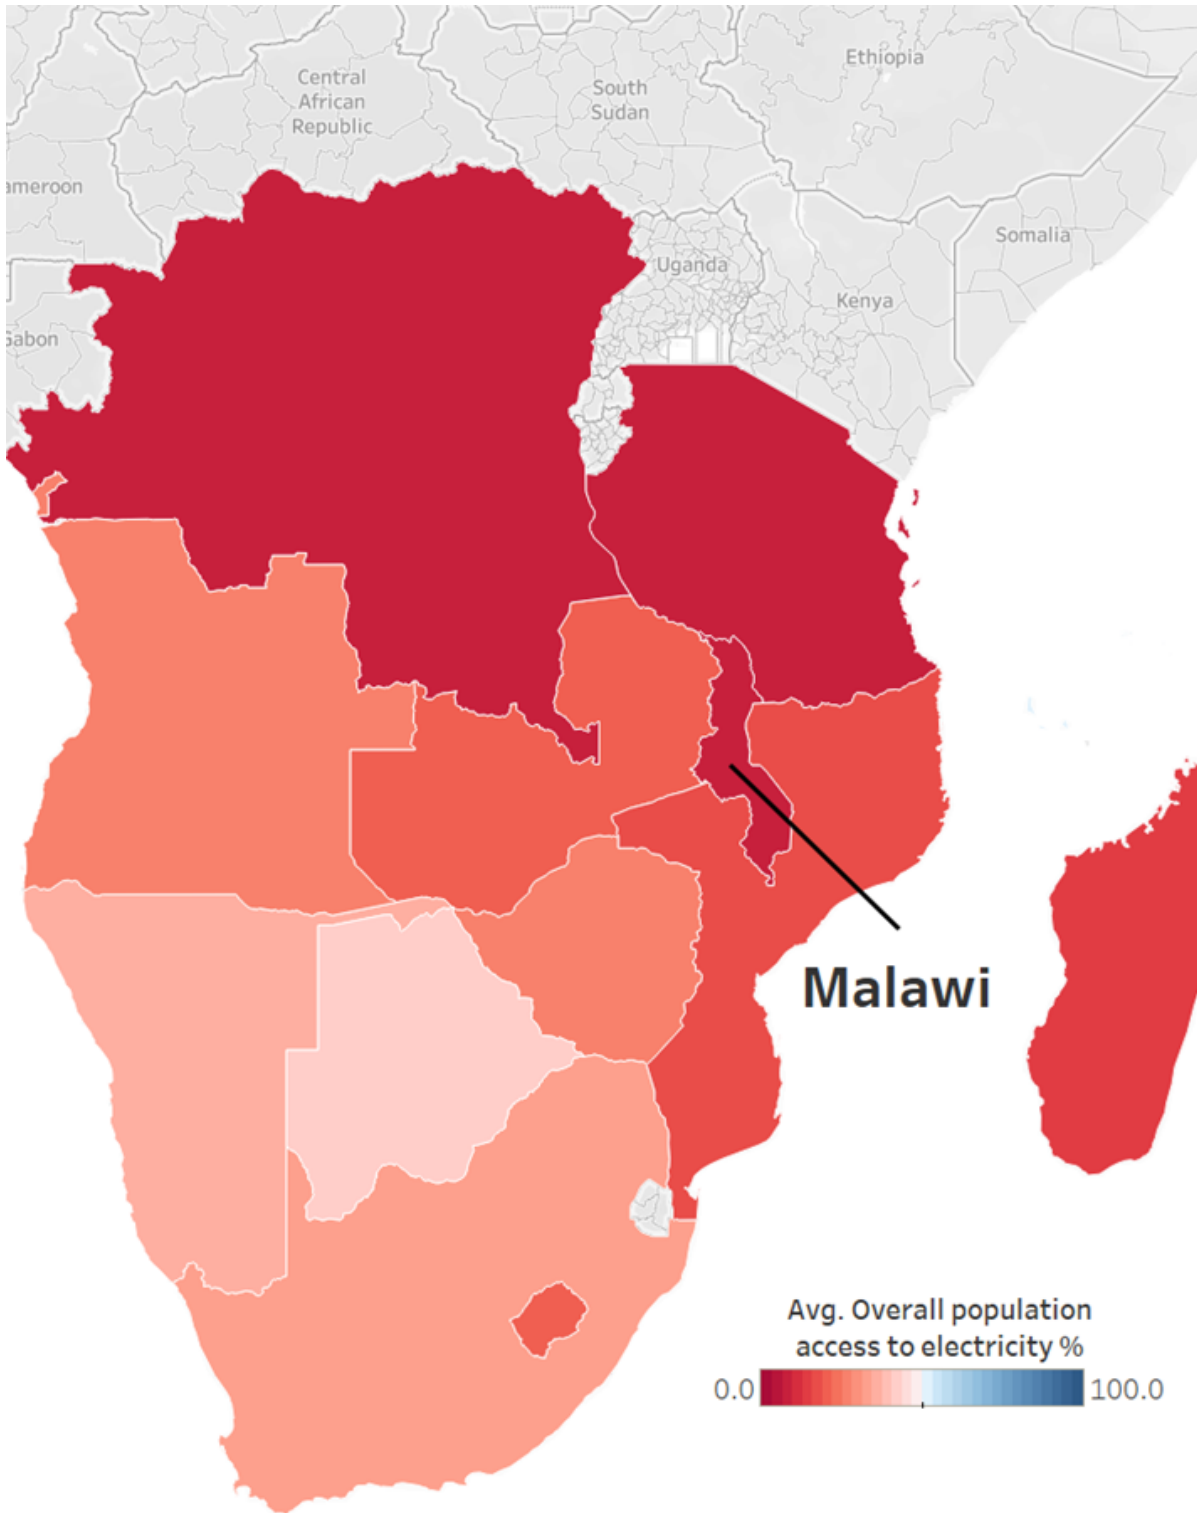 Ethiopia
Central
African
Republic
South
Sudan
ameroon
Somalia
Uganda
Kenya
Gabon
Malawi
Avg. Overall population
access to electricity %
0.0
100.0